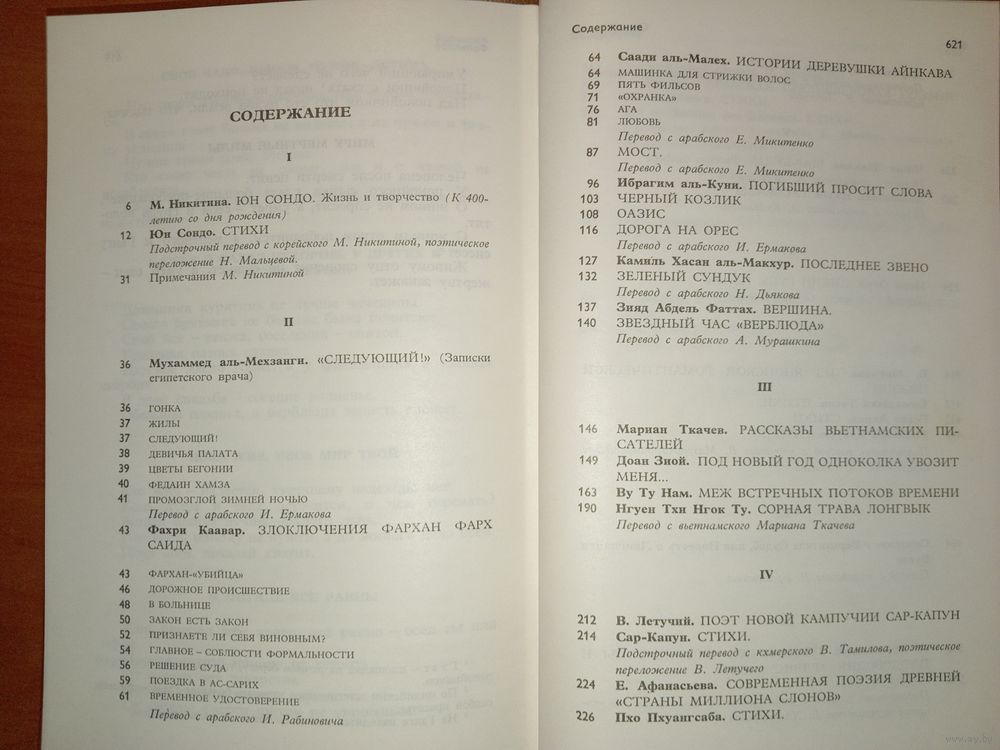 СОДЕРЖАНИЕ
I
6 М. Никитина. ЮН СОНДО. Жизнь и творчество (К 400-
летию со дня рождения)
12 Юн Сондо. СТИХИ
Подстрочный перевод с корейского М. Никитиной, поэтическое
переложение Н. Мальцевой.
31 Примечания М. Никитиной
II
36 Мухаммед аль-Мехзанги. «СЛЕДУЮЩИЙ!» (Записки
египетского врача)
36 ГОНКА
37 ЖИЛЫ
37 СЛЕДУЮЩИЙ!
38 ДЕВИЧЬЯ ПАЛАТА
39 ЦВЕТЫ БЕГОНИИ
40 ФЕДАИН ХАМЗА
41 ПРОМОЗГЛОЙ ЗИМНЕЙ НОЧЬЮ
Перевод с арабского И. Ермакова
43 Фахри Каавар. ЗЛОКЛЮЧЕНИЯ ФАРХАН ФАРХ
САИДА
43 ФАРХАН-«УБИЙЦА»
46 ДОРОЖНОЕ ПРОИСШЕСТВИЕ
48 В БОЛЬНИЦЕ
50 ЗАКОН ЕСТЬ ЗАКОН
52 ПРИЗНАЕТЕ ЛИ СЕБЯ ВИНОВНЫМ?
54 ГЛАВНОЕ – СОБЛЮСТИ ФОРМАЛЬНОСТИ
56 РЕШЕНИЕ СУДА
59 ПОЕЗДКА В АС-САРИХ
61 ВРЕМЕННОЕ УДОСТОВЕРЕНИЕ
Перевод с арабского И. Рабиновича
Содержание 621
64 Саади аль-Малех. ИСТОРИИ ДЕРЕВУШКИ АЙНКАВА
64 МАШИНКА ДЛЯ СТРИЖКИ ВОЛОС
69 ПЯТЬ ФИЛЬСОВ
71 «ОХРАНКА»
76 АГА
81 ЛЮБОВЬ
Перевод с арабского Е. Микитенко
87 МОСТ.
Перевод с арабского Е. Микитенко
96 Ибрагим аль-Куни. ПОГИБШИЙ ПРОСИТ СЛОВА
103 ЧЕРНЫЙ КОЗЛИК
108 ОАЗИС
116 ДОРОГА НА ОРЕС
Перевод с арабского И. Ермакова
127 Камиль Хасан аль-Макхур. ПОСЛЕДНЕЕ ЗВЕНО
132 ЗЕЛЕНЫЙ СУНДУК
Перевод с арабского Н. Дьякова
137 Зияд Абдель Фаттах. ВЕРШИНА.
140 ЗВЕЗДНЫЙ ЧАС «ВЕРБЛЮДА»
Перевод с арабского А. Мурашкина
III
146 Мариан Ткачев. РАССКАЗЫ ВЬЕТНАМСКИХ ПИ-
САТЕЛЕЙ
149 Доан Зиой. ПОД НОВЫЙ ГОД ОДНОКОЛКА УВОЗИТ
МЕНЯ...
163 Ву Ту Нам. МЕЖ ВСТРЕЧНЫХ ПОТОКОВ ВРЕМЕНИ
190 Нгуен Тхи Нгок Ту. СОРНАЯ ТРАВА ЛОНГВЫК
Перевод с вьетнамского Мариана Ткачева
IV
212 В. Летучий. ПОЭТ НОВОЙ КАМПУЧИИ САР-КАПУН
214 Сар-Капун. СТИХИ.
Подстрочный перевод с кхмерского В. Тамилова, поэтическое
переложение В. Летучего
224 Е. Афанасьева. СОВРЕМЕННАЯ ПОЭЗИЯ ДРЕВНЕЙ
«СТРАНЫ МИЛЛИОНА СЛОНОВ»
226 Пхо Пхуангсаба. СТИХИ.
www.ay.by